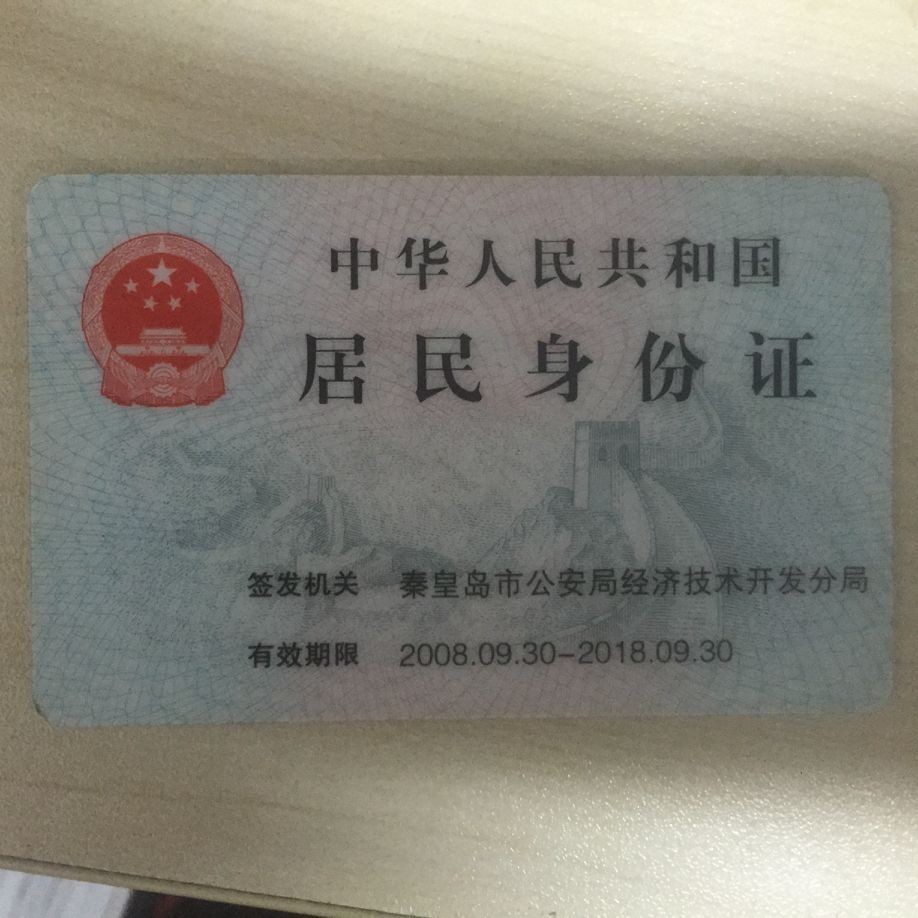 中华人民共和国
居民身份证
签发机关 秦皇岛市公安局经济技术开发分局
有效期限 2008.09.30-2018.09.30